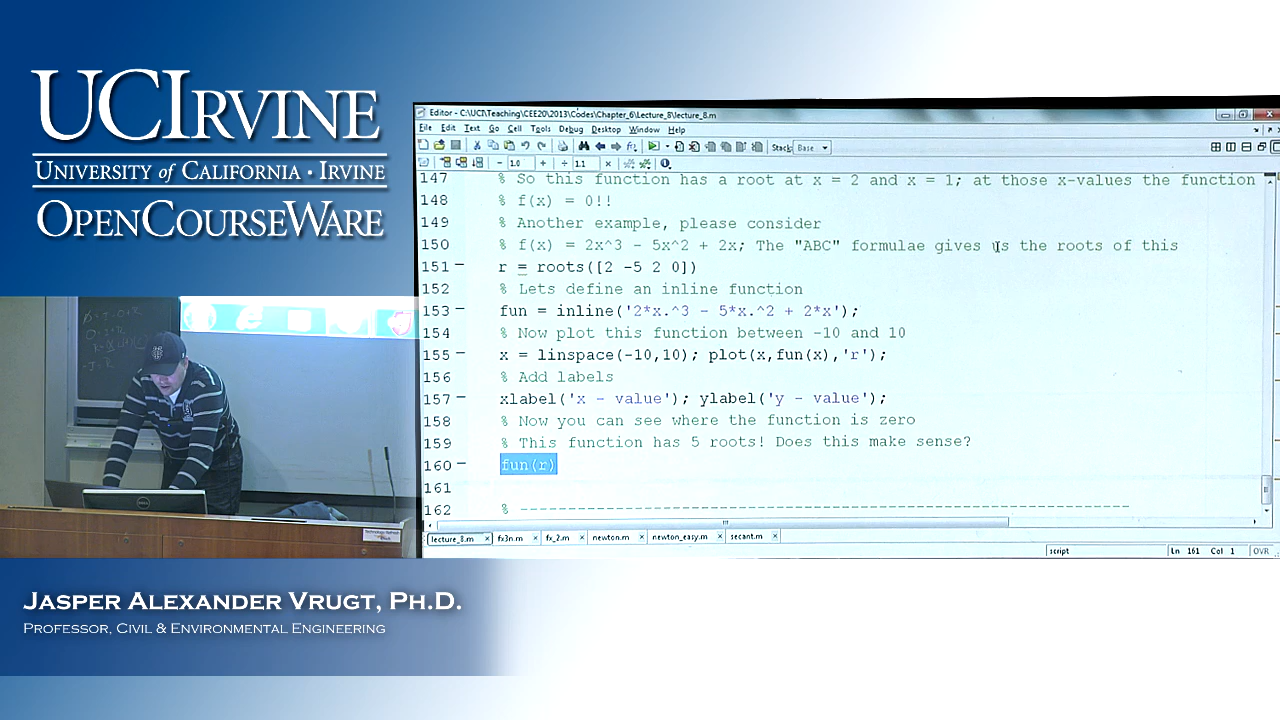 UCIRVINE
UNIVERSITY of CALIFORNIA · IRVINE
OPENCOURSEWARE
Editor - C:\UCI\Teaching\CEE20\2013\Codes\Chapter_6\Lecture_8\lecture_8.m
File Edit Text Go Cell Tools Debug Desktop Window Help
Stack: Base
1.0 1.1
147 % So this function has a root at x = 2 and x = 1; at those x-values the function
148 % f(x) = 0!!
149 % Another example, please consider
150 % f(x) = 2x^3 - 5x^2 + 2x; The "ABC" formulae gives us the roots of this
151 - r = roots([2 -5 2 0])
152 % Lets define an inline function
153 - fun = inline('2*x.^3 - 5*x.^2 + 2*x');
154 % Now plot this function between -10 and 10
155 - x = linspace(-10,10); plot(x,fun(x),'r');
156 % Add labels
157 - xlabel('x - value'); ylabel('y - value');
158 % Now you can see where the function is zero
159 % This function has 5 roots! Does this make sense?
160 - fun(r)
161
162 % ----------------------------------------------------------------
lecture_8.m fx3n.m fx_2.m newton.m newton_easy.m secant.m
script Ln 161 Col 1 OVR
DELL
JASPER ALEXANDER VRUGT, PH.D.
PROFESSOR, CIVIL & ENVIRONMENTAL ENGINEERING